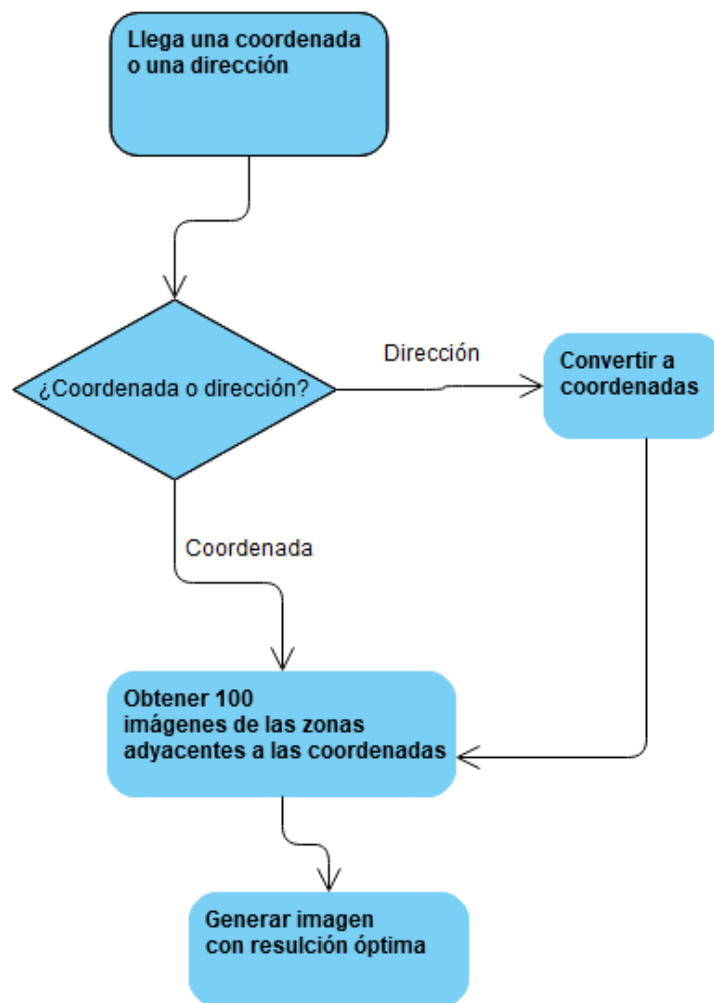 Llega una coordenada
o una dirección
¿Coordenada o dirección?
Dirección
Convertir a
coordenadas
Coordenada
Obtener 100
imágenes de las zonas
adyacentes a las coordenadas
Generar imagen
con resulción óptima